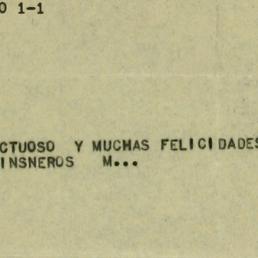 O 1-1
CTUOSO Y MUCHAS FELICIDADES
INSNEROS M...